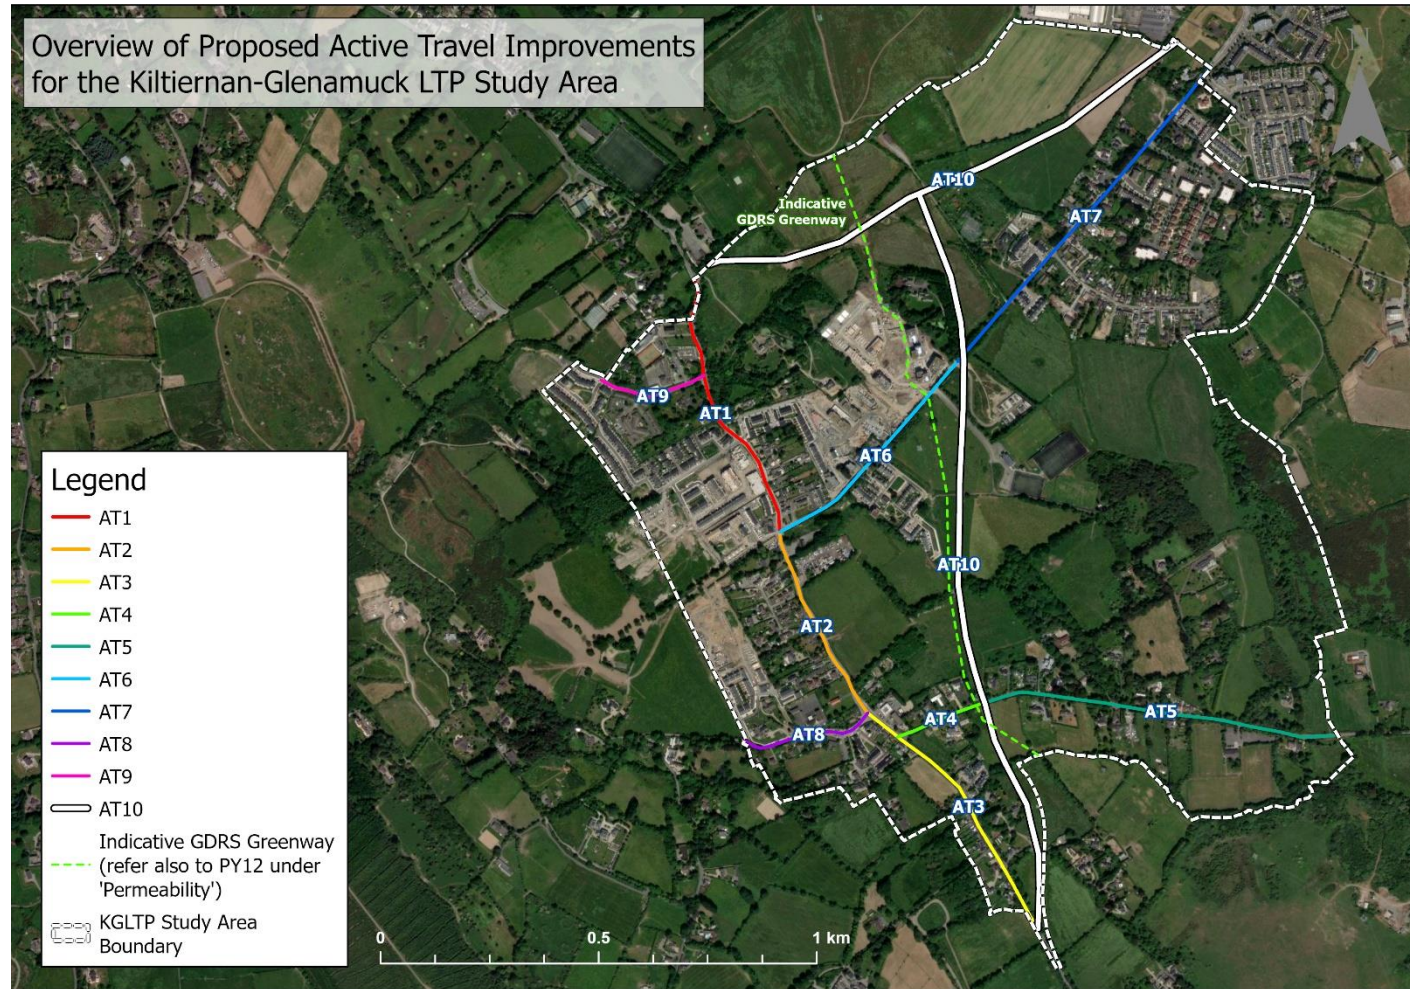 Overview of Proposed Active Travel Improvements
for the Kiltiernan-Glenamuck LTP Study Area
N
AT10
Indicative
GDRS Greenway
AT7
AT9
AT1
AT6
AT10
AT2
AT4
AT5
AT8
AT3
Legend
AT1
AT2
AT3
AT4
AT5
AT6
AT7
AT8
AT9
AT10
Indicative GDRS Greenway
(refer also to PY12 under
'Permeability')
KGLTP Study Area
Boundary
0 0.5 1 km